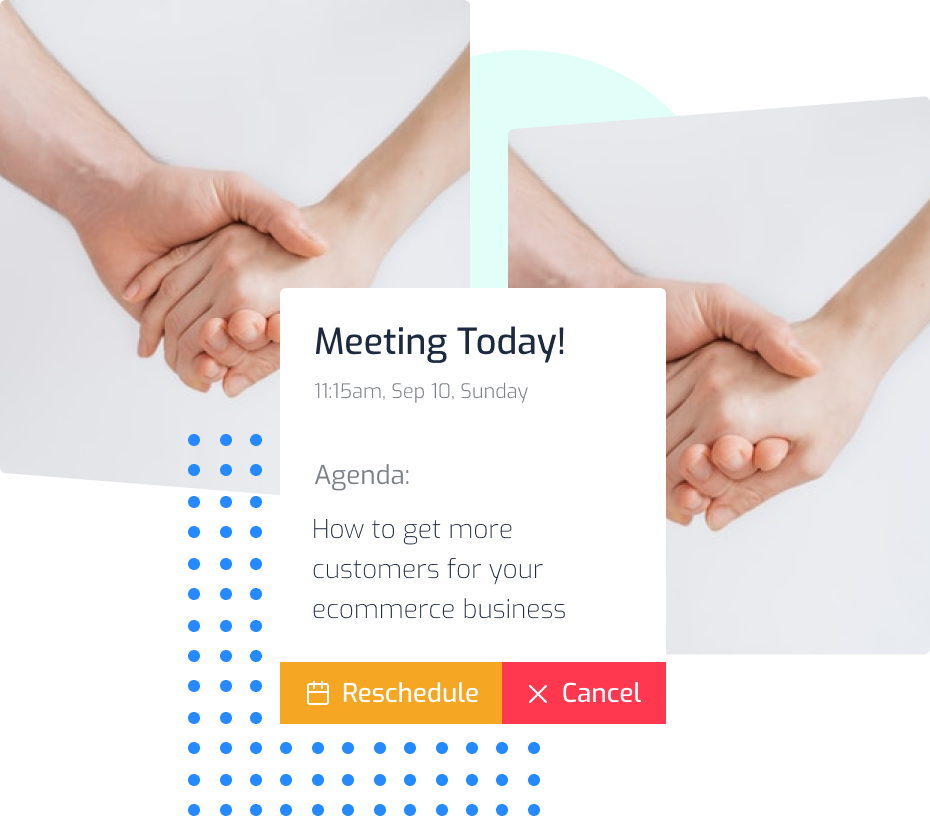 Meeting Today!
11:15am, Sep 10, Sunday
Agenda:
How to get more
customers for your
ecommerce business
Reschedule
Cancel